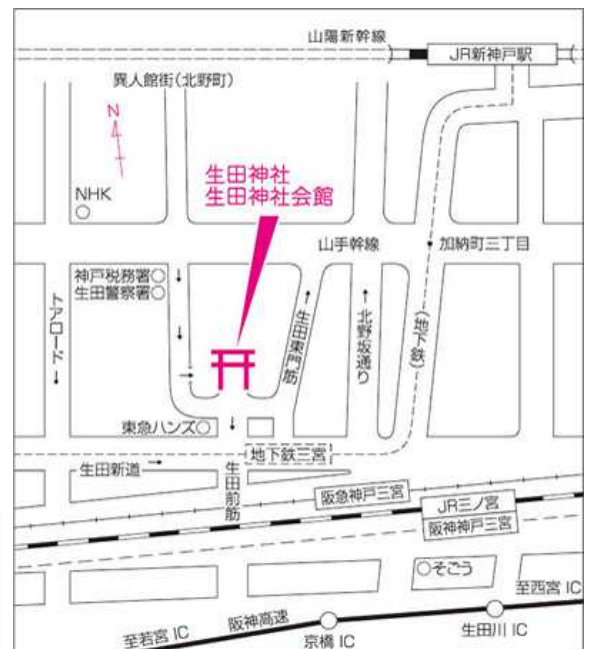 山陽新幹線
JR新神戸駅
異人館街(北野町)
N
NHK
生田神社
生田神社会館
山手幹線
加納町三丁目
神戸税務署
生田警察署
トアロード
生田東門筋
北野坂通り
(地下鉄)
東急ハンズ
地下鉄三宮
生田新道
生田前筋
阪急神戸三宮
JR三ノ宮
阪神神戸三宮
そごう
至西宮 IC
阪神高速
至若宮 IC
京橋 IC
生田川 IC